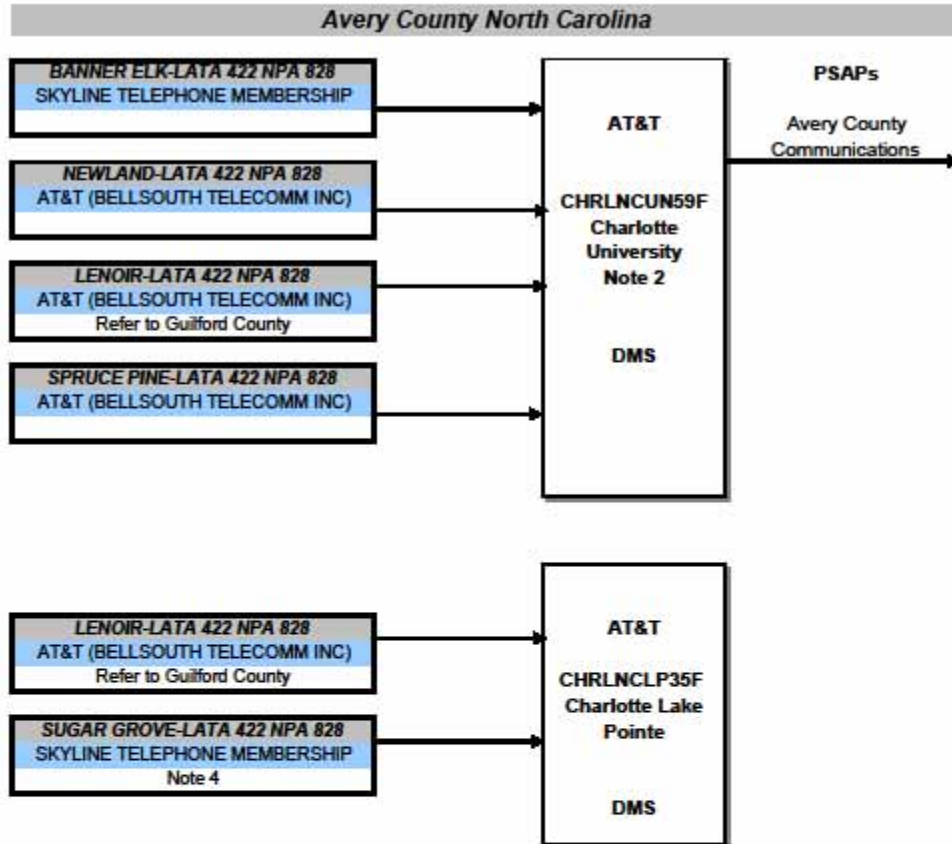 Avery County North Carolina
BANNER ELK-LATA 422 NPA 828
SKYLINE TELEPHONE MEMBERSHIP
NEWLAND-LATA 422 NPA 828
AT&T (BELLSOUTH TELECOMM INC)
LENOIR-LATA 422 NPA 828
AT&T (BELLSOUTH TELECOMM INC)
Refer to Guilford County
SPRUCE PINE-LATA 422 NPA 828
AT&T (BELLSOUTH TELECOMM INC)
AT&T
CHRLNCUN59F
Charlotte
University
Note 2
DMS
PSAPs
Avery County
Communications
LENOIR-LATA 422 NPA 828
AT&T (BELLSOUTH TELECOMM INC)
Refer to Guilford County
SUGAR GROVE-LATA 422 NPA 828
SKYLINE TELEPHONE MEMBERSHIP
Note 4
AT&T
CHRLNCLP35F
Charlotte Lake
Pointe
DMS